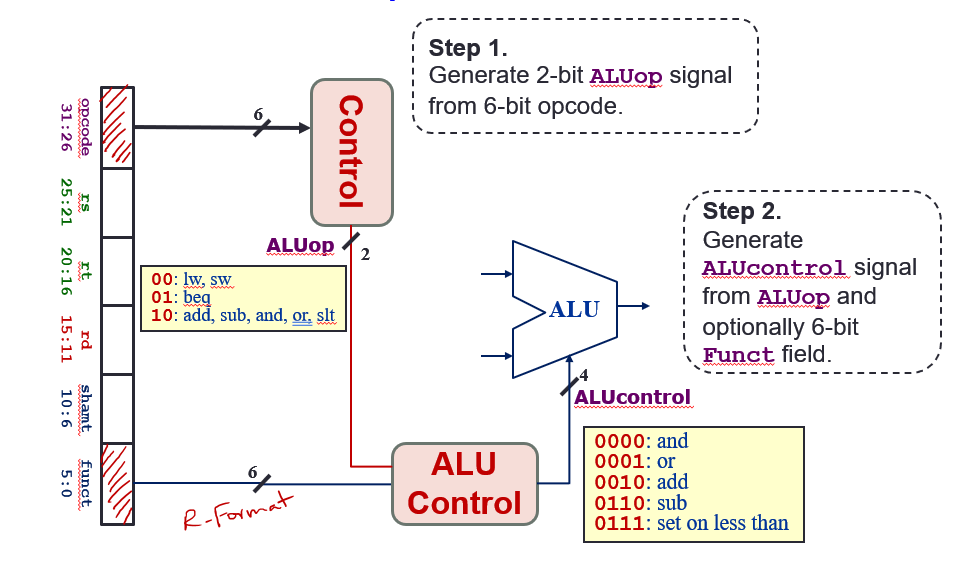 Step 1.
Generate 2-bit ALUop signal
from 6-bit opcode.
opcode
31:26
rs
25:21
rt
20:16
rd
15:11
shamt
10:6
funct
5:0
6
Control
ALUop
2
00: lw, sw
01: beq
10: add, sub, and, or, slt
ALU
4
ALUcontrol
Step 2.
Generate
ALUcontrol signal
from ALUop and
optionally 6-bit
Funct field.
6
R-Format
ALU
Control
0000: and
0001: or
0010: add
0110: sub
0111: set on less than